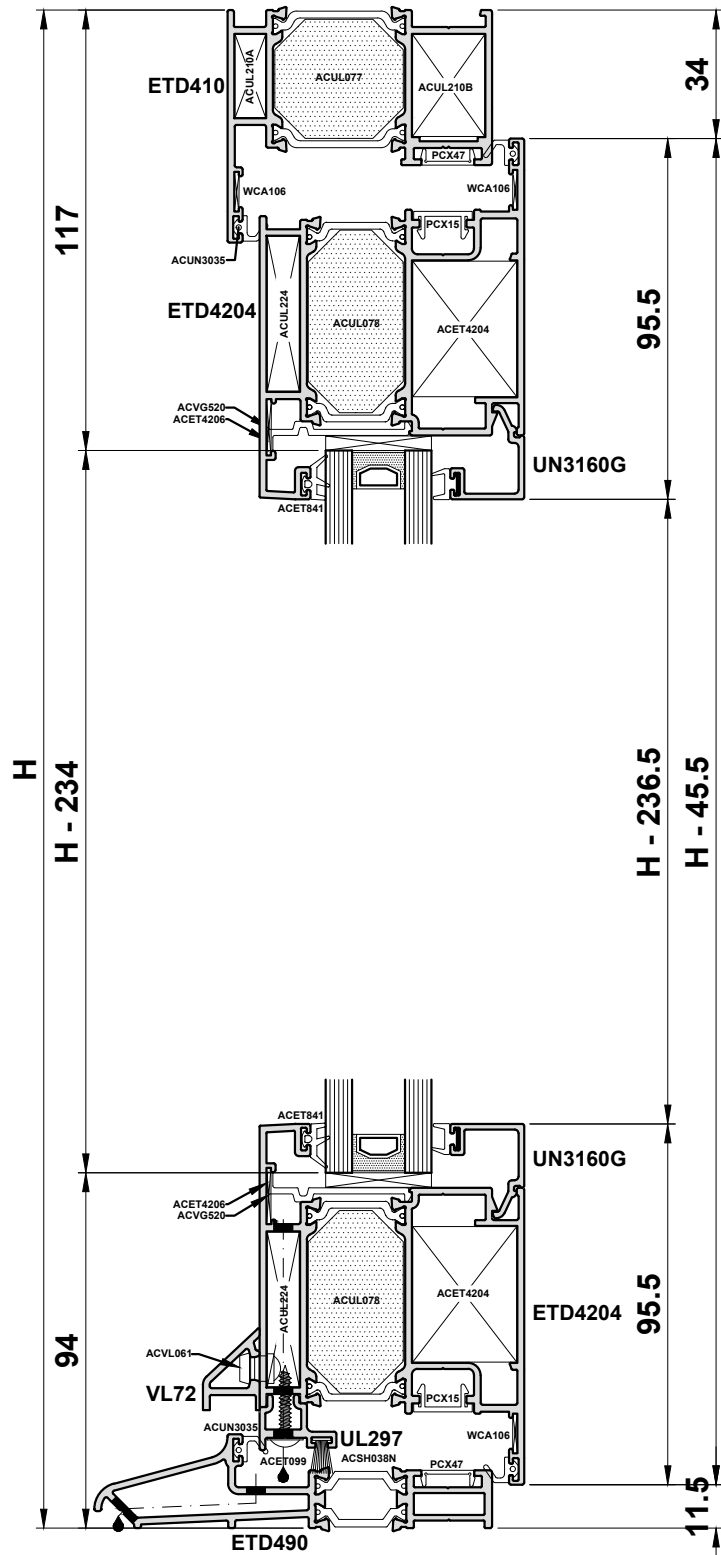 ETD410
ACUL210A
ACUL077
ACUL210B
34
PCX47
WCA106
WCA106
117
PCX15
ACUN3035
ETD4204
ACUL224
ACUL078
ACET4204
95.5
ACVG520
ACET4206
UN3160G
ACET841
H
H - 234
H - 236.5
H - 45.5
ACET841
UN3160G
ACET4206
ACVG520
ACUL224
ACUL078
ACET4204
ETD4204
95.5
94
ACVL061
VL72
PCX15
ACUN3035
UL297
WCA106
ACET099
ACSH038N
PCX47
11.5
ETD490